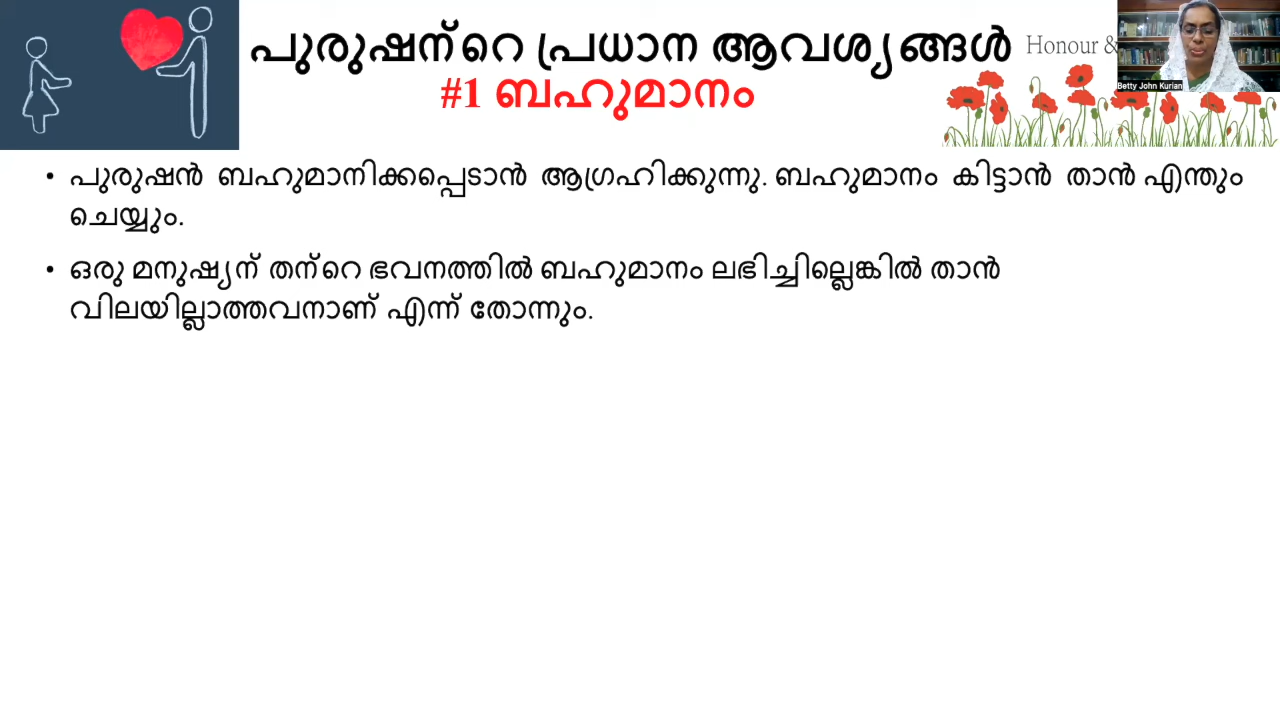 പുരുഷന്റെ പ്രധാന ആവശ്യങ്ങൾ
#1 ബഹുമാനം
Honour &
Betty John Kurian
• പുരുഷൻ ബഹുമാനിക്കപ്പെടാൻ ആഗ്രഹിക്കുന്നു. ബഹുമാനം കിട്ടാൻ താൻ എന്തും
ചെയ്യും.
• ഒരു മനുഷ്യന് തന്റെ ഭവനത്തിൽ ബഹുമാനം ലഭിച്ചില്ലെങ്കിൽ താൻ
വിലയില്ലാത്തവനാണ് എന്ന് തോന്നും.